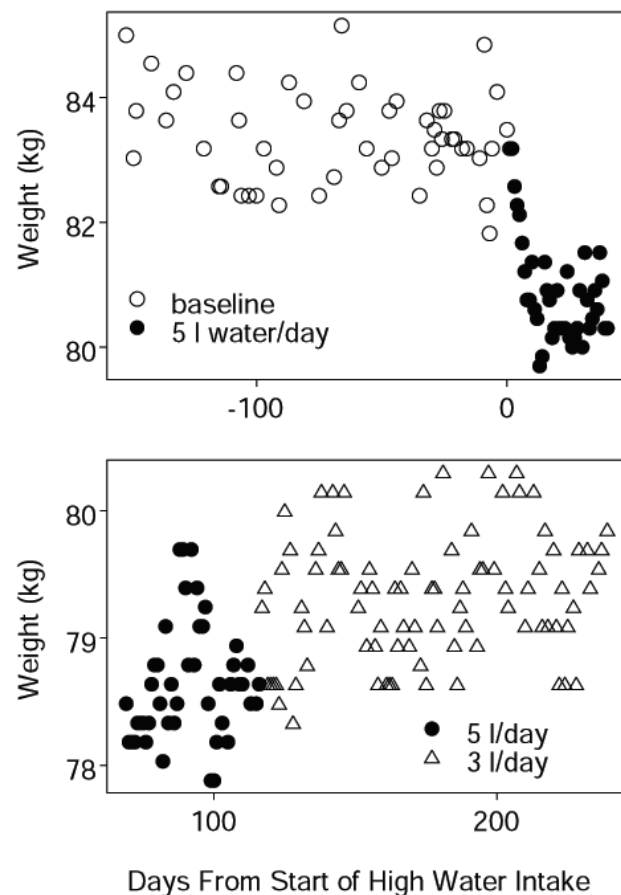 Weight (kg)
84
82
80
baseline
5 l water/day
-100
0
Weight (kg)
80
79
78
5 l/day
3 l/day
100
200
Days From Start of High Water Intake